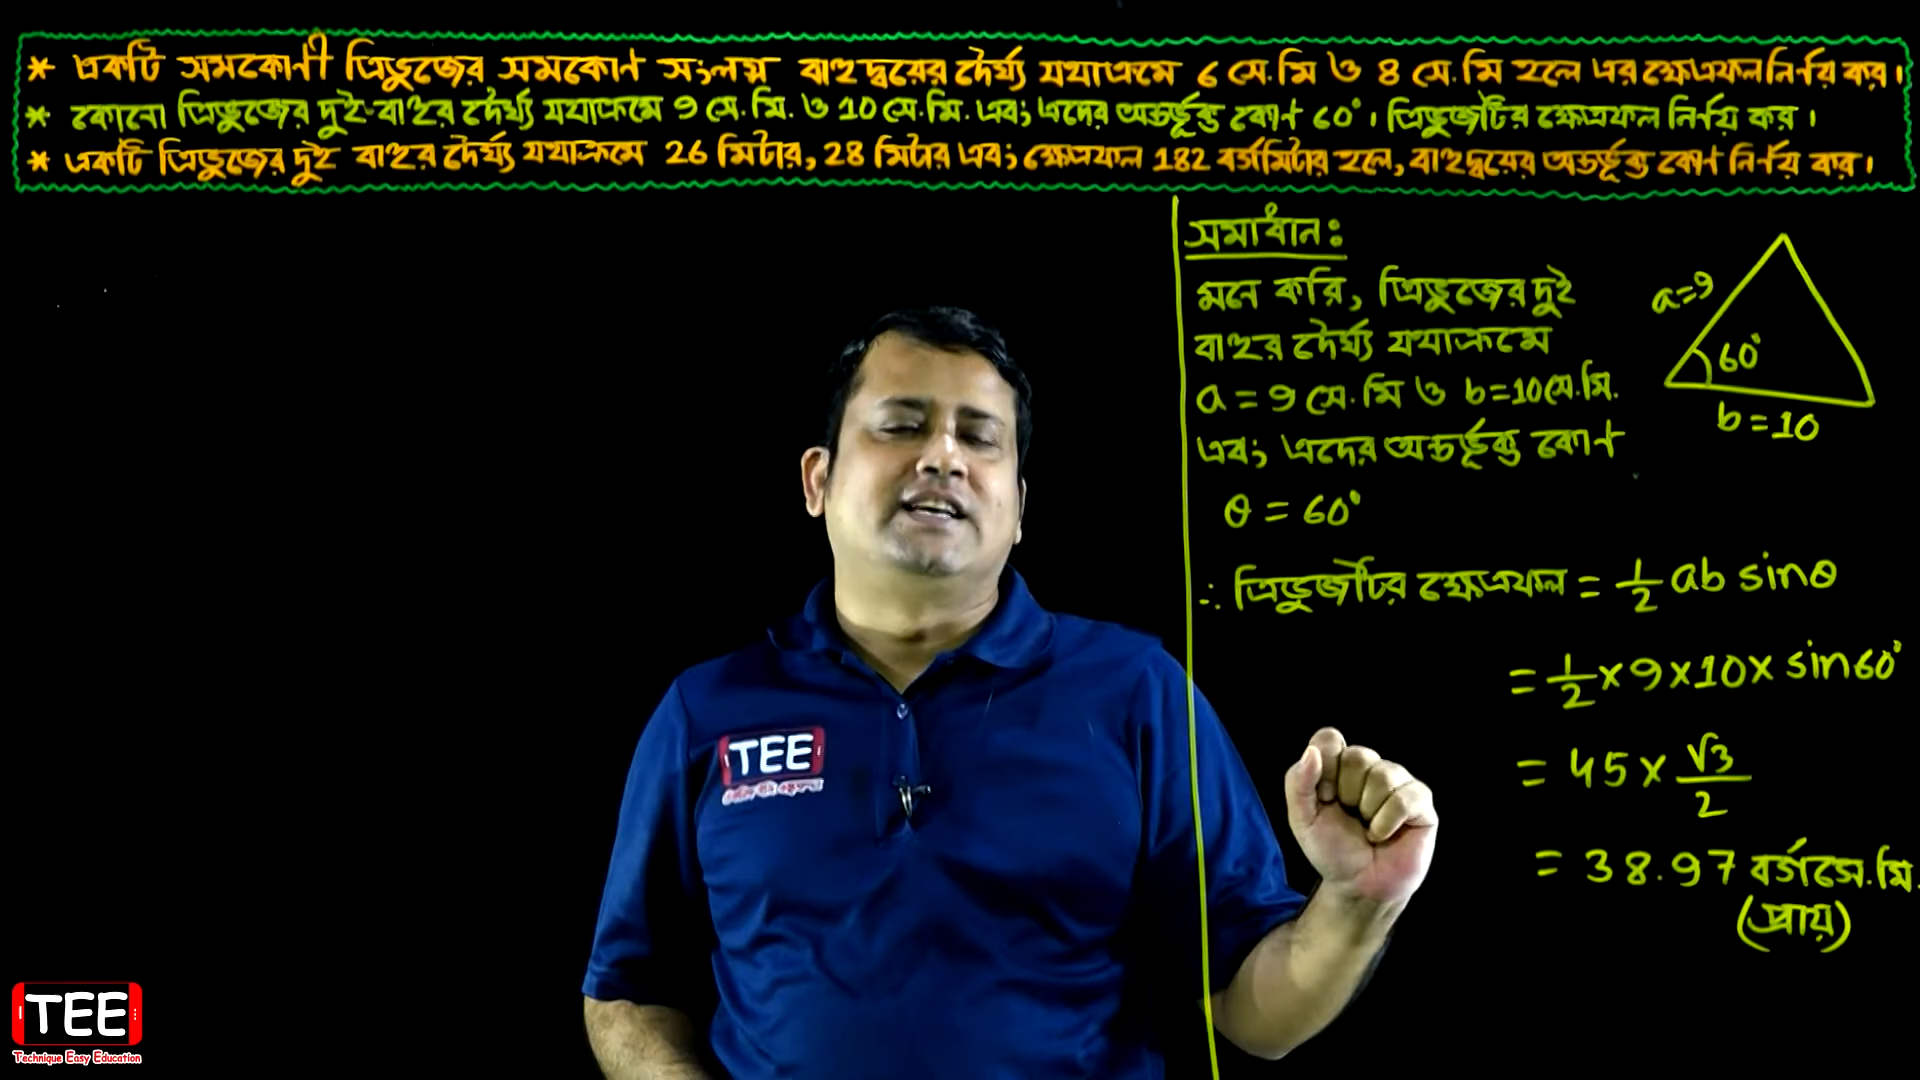 * একটি সমকোণী ত্রিভুজের সমকোণ সংলগ্ন বাহুদ্বয়ের দৈর্ঘ্য যথাক্রমে 6 সে.মি ও 8 সে.মি হলে এর ক্ষেত্রফল নির্ণয় কর।
* কোনো ত্রিভুজের দুই বাহুর দৈর্ঘ্য যথাক্রমে 9 সে.মি. ও 10 সে.মি. এবং এদের অন্তর্ভুক্ত কোণ 60°। ত্রিভুজটির ক্ষেত্রফল নির্ণয় কর।
* একটি ত্রিভুজের দুই বাহুর দৈর্ঘ্য যথাক্রমে 26 মিটার, 28 মিটার এবং ক্ষেত্রফল 182 বর্গমিটার হলে, বাহুদ্বয়ের অন্তর্ভুক্ত কোণ নির্ণয় কর।
সমাধান:
মনে করি, ত্রিভুজের দুই
বাহুর দৈর্ঘ্য যথাক্রমে
a = 9 সে.মি ও b=10 সে.মি.
এবং এদের অন্তর্ভুক্ত কোণ
θ = 60°
a=9
60°
b = 10
∴ ত্রিভুজটির ক্ষেত্রফল = 1/2 ab sinθ
= 1/2 × 9 × 10 × sin60°
= 45 × √3/2
= 38.97 বর্গসে.মি.
(প্রায়)
TEE
TEE
Technique Easy Education